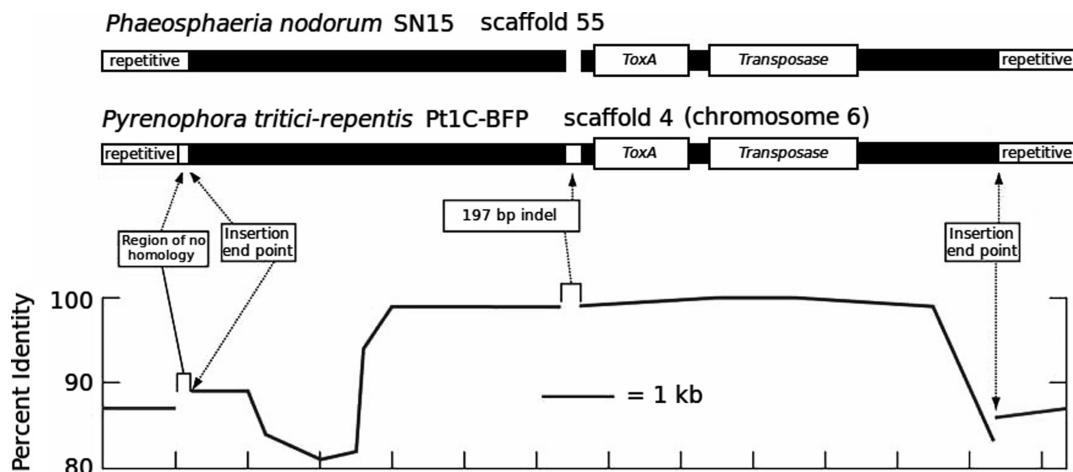 Phaeosphaeria nodorum SN15 scaffold 55
repetitive ToxA Transposase repetitive
Pyrenophora tritici-repentis Pt1C-BFP scaffold 4 (chromosome 6)
repetitive ToxA Transposase repetitive
197 bp indel
Region of no
homology
Insertion
end point
Insertion
end point
Percent Identity
100
90
80
= 1 kb